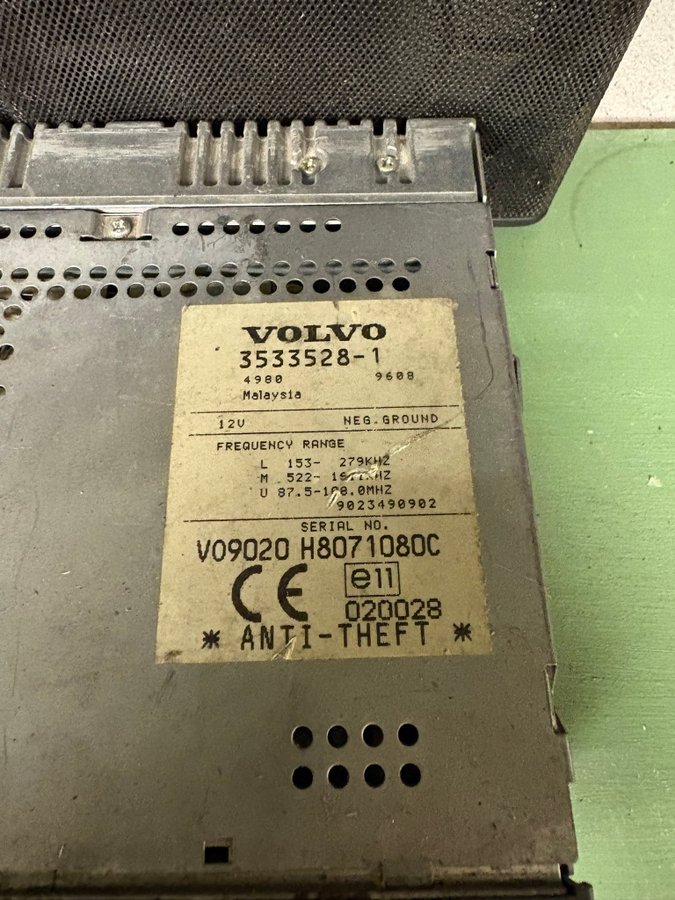 VOLVO
3533528-1
4980 9608
Malaysia
12V NEG.GROUND
FREQUENCY RANGE
L 153- 279KHZ
M 522-
U 87.5-108.0MHZ
9023490902
SERIAL NO.
V09020 H8071080C
CE e11
020028
* ANTI-THEFT *